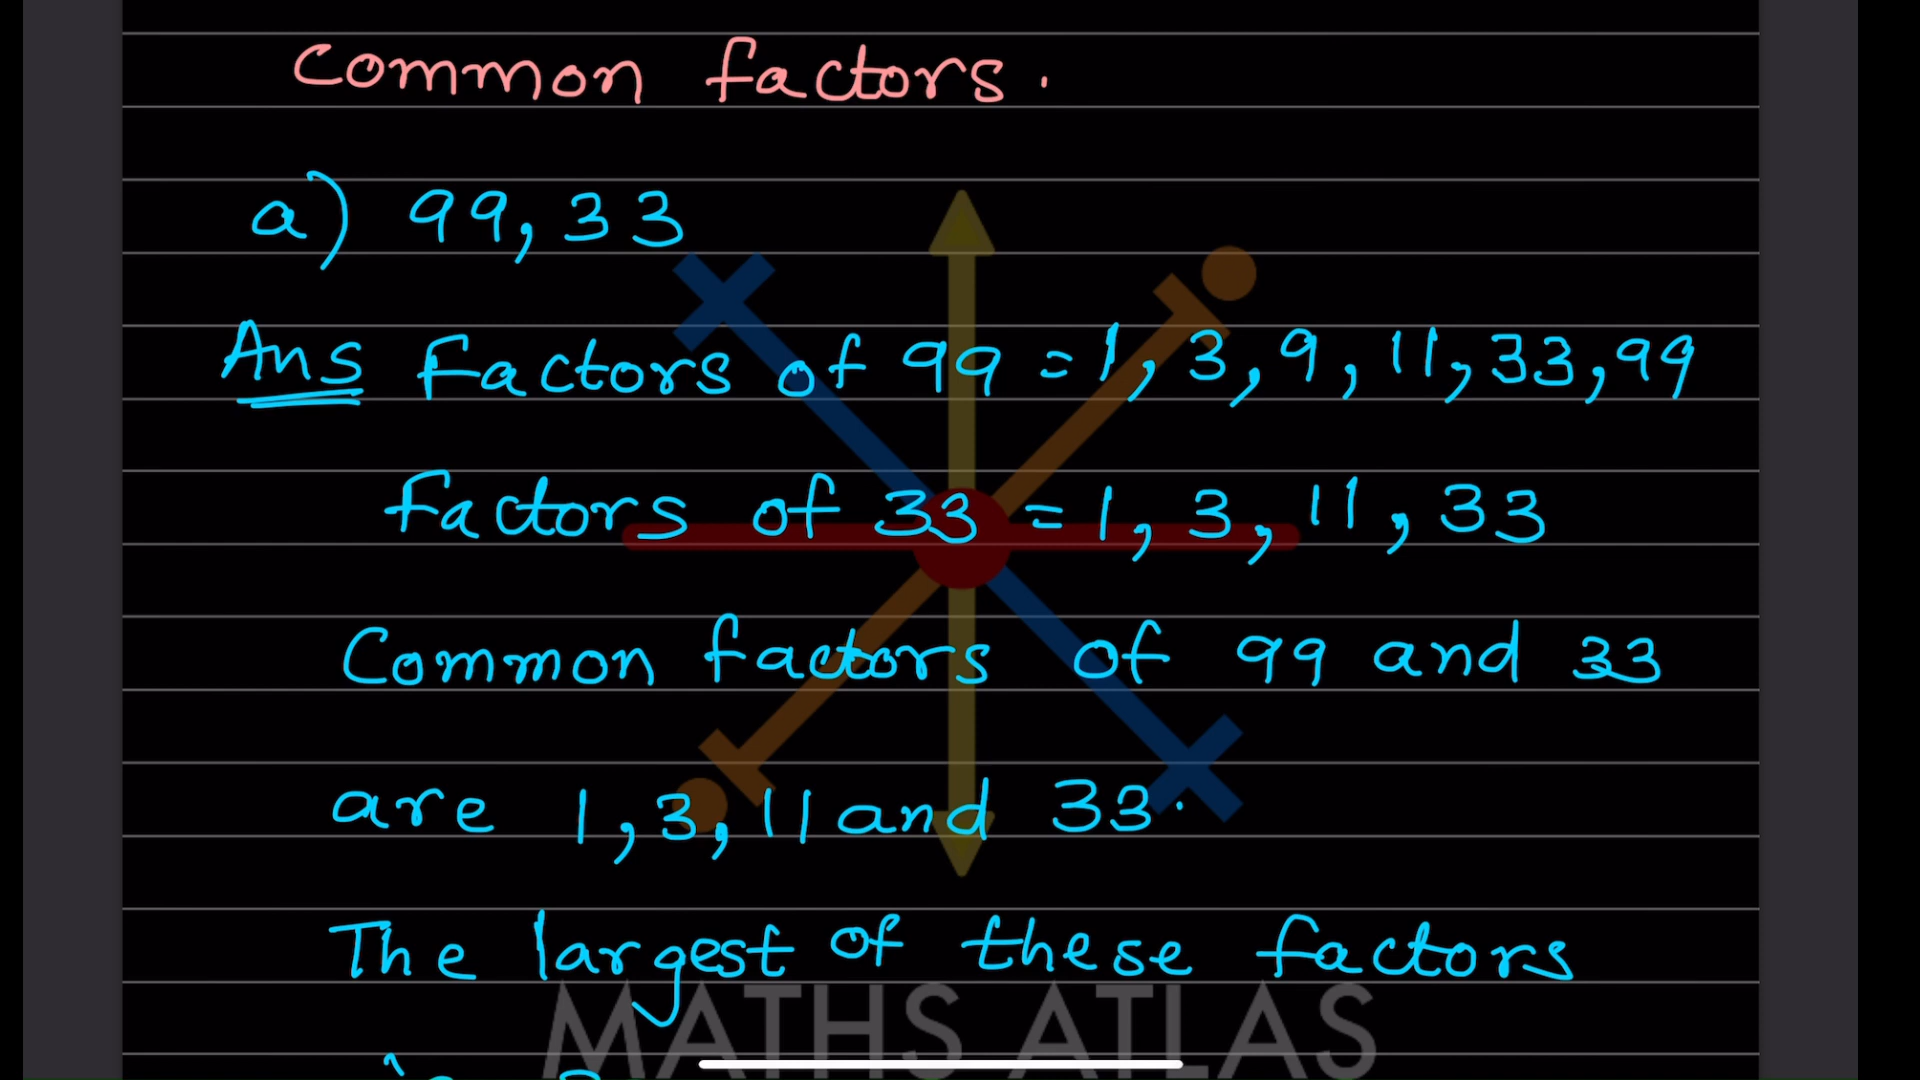 Common factors.
a) 99, 33
Ans Factors of 99 = 1, 3, 9, 11, 33, 99
Factors of 33 = 1, 3, 11, 33
Common factors of 99 and 33
are 1, 3, 11 and 33.
The largest of these factors
MATHS ATLAS